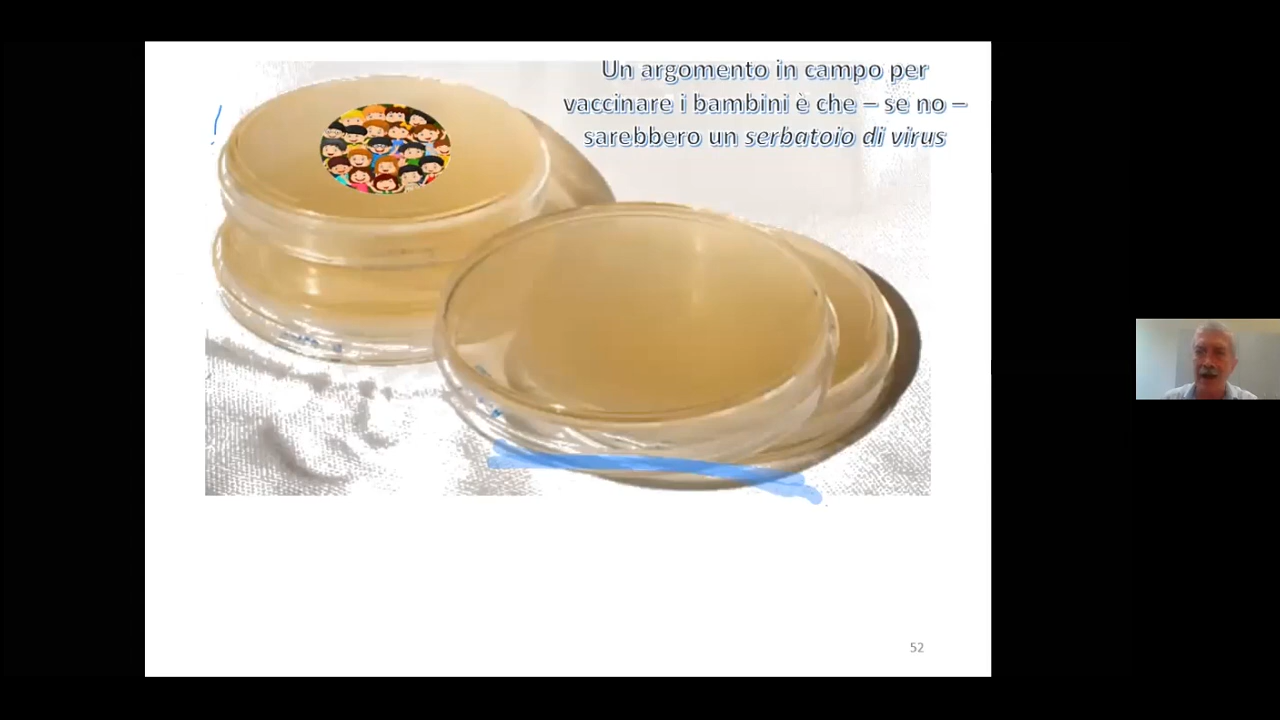 Un argomento in campo per
vaccinare i bambini è che – se no –
sarebbero un serbatoio di virus
52